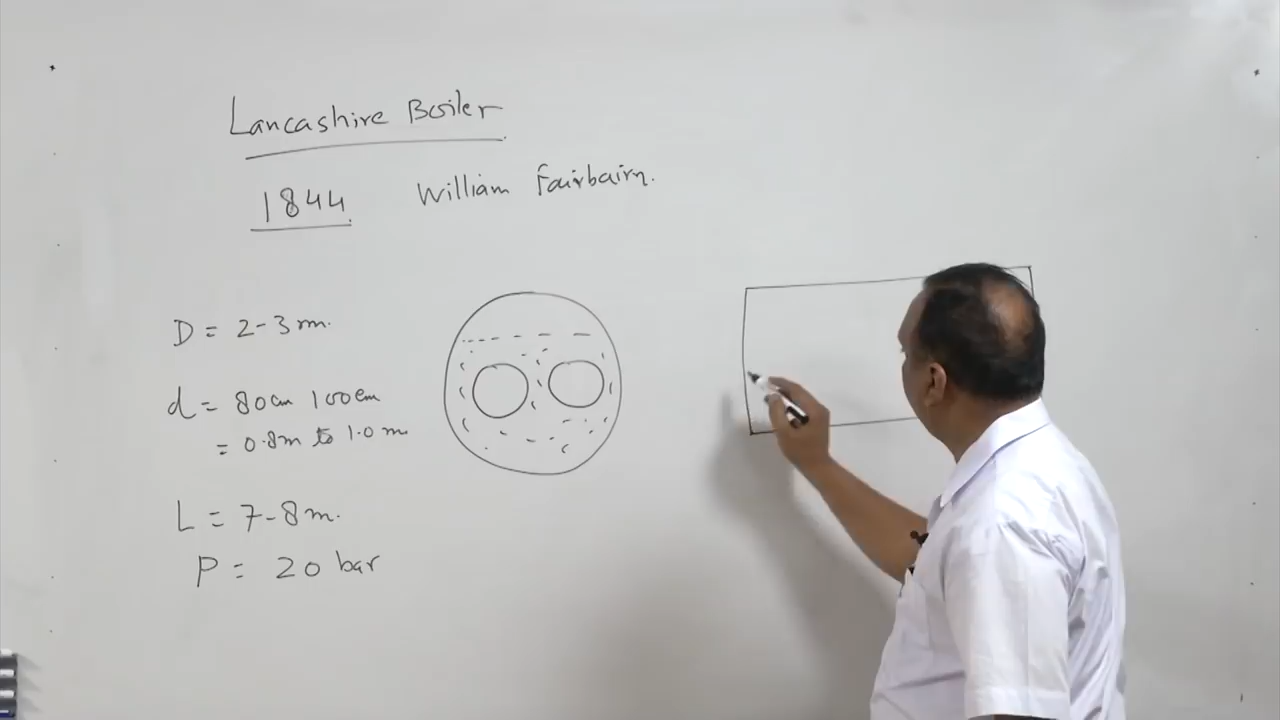 Lancashire Boiler
1844. William Fairbairn.
D = 2-3 m.
d = 80cm 100cm
= 0.8m to 1.0 m
L = 7-8 m.
P = 20 bar